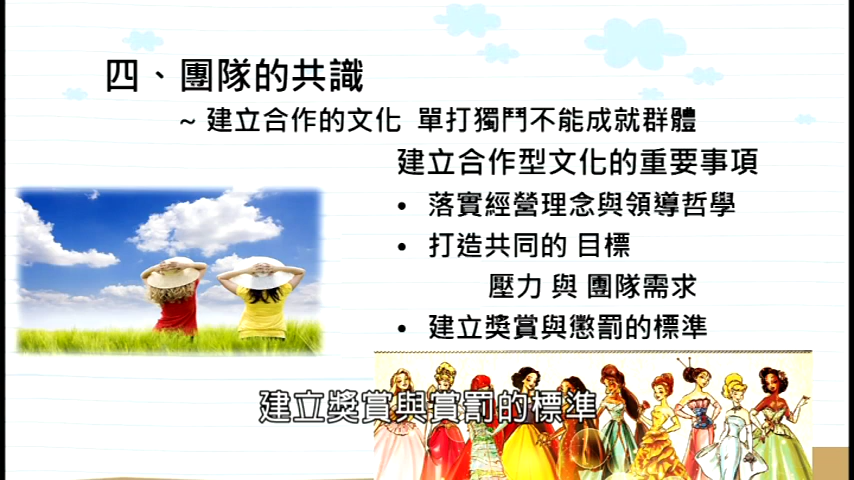 四、團隊的共識
~ 建立合作的文化 單打獨鬥不能成就群體
建立合作型文化的重要事項
• 落實經營理念與領導哲學
• 打造共同的 目標
壓力 與 團隊需求
• 建立獎賞與懲罰的標準
建立獎賞與賞罰的標準